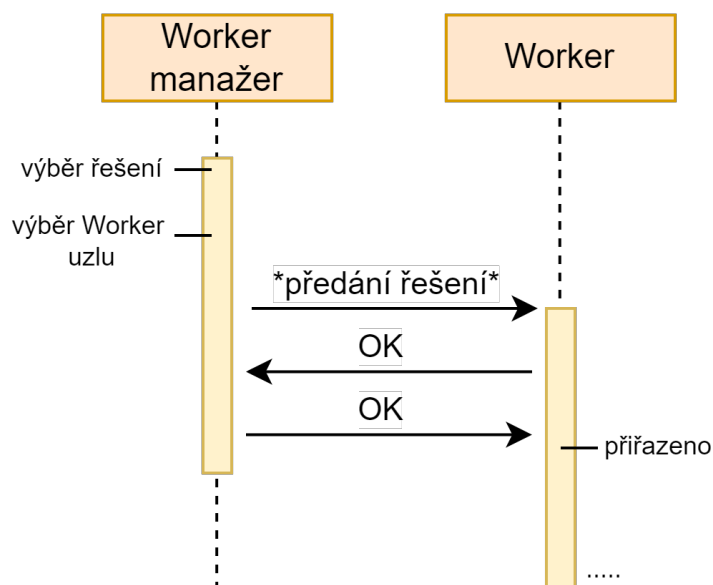 Worker
manažer
Worker
výběr řešení
výběr Worker
uzlu
*předání řešení*
OK
OK
přiřazeno
.....